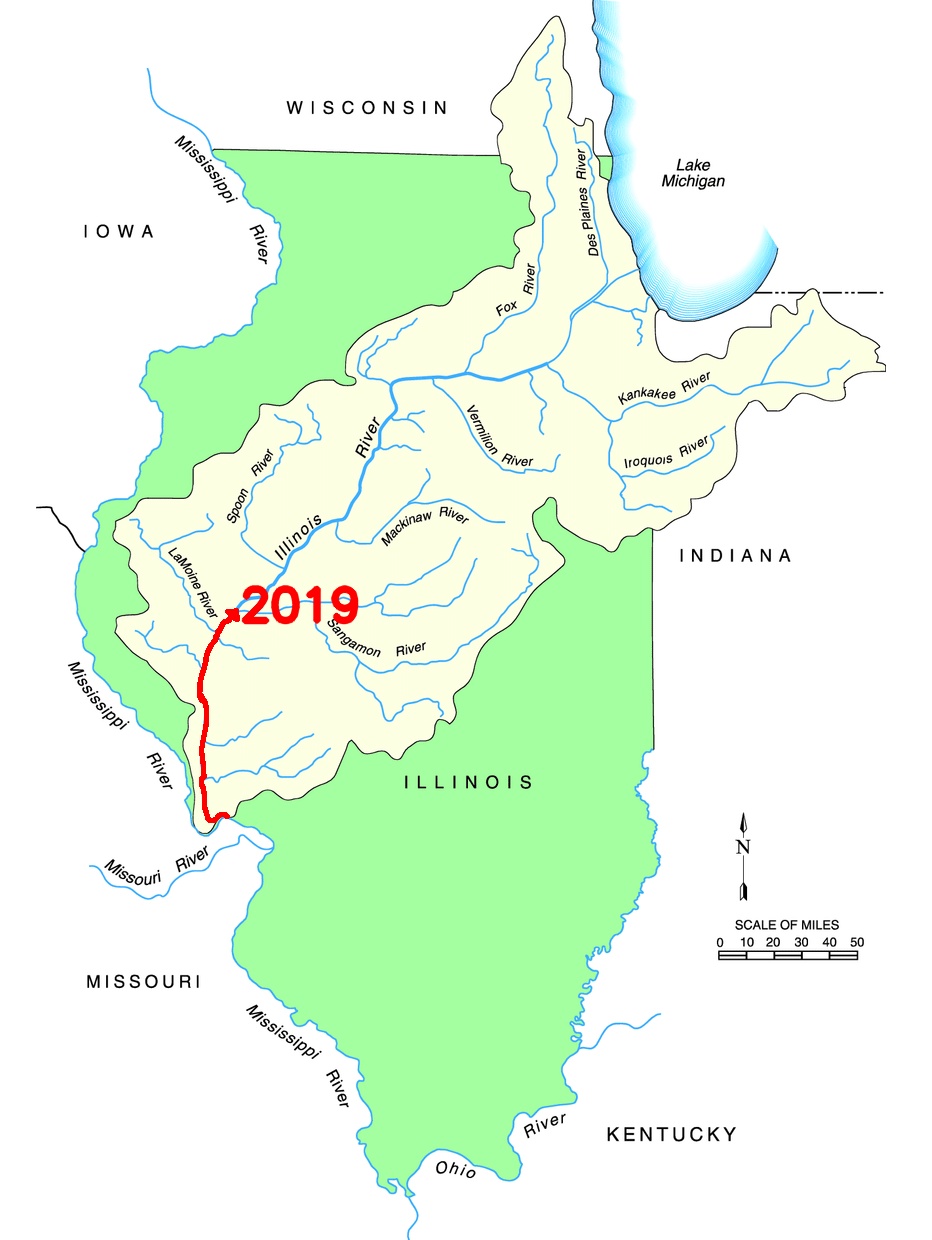 WISCONSIN
Mississippi
River
Lake
Michigan
IOWA
Des Plaines River
Fox
River
Kankakee River
River
Vermilion
River
Iroquois River
Spoon
River
Illinois
Mackinaw River
INDIANA
LaMoine River
2019
Sangamon
River
Mississippi
River
ILLINOIS
Missouri River
N
SCALE OF MILES
0 10 20 30 40 50
MISSOURI
Mississippi
River
River
KENTUCKY
Ohio